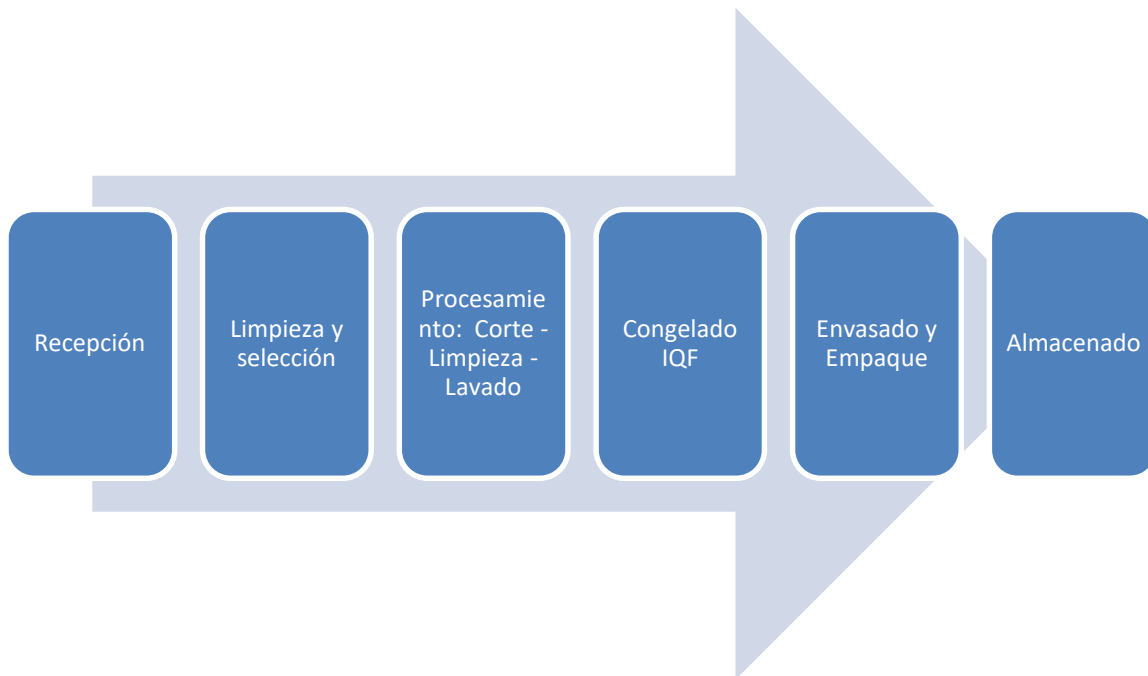 Recepción
Limpieza y
selección
Procesamie
nto:  Corte -
Limpieza -
Lavado
Congelado
IQF
Envasado y
Empaque
Almacenado